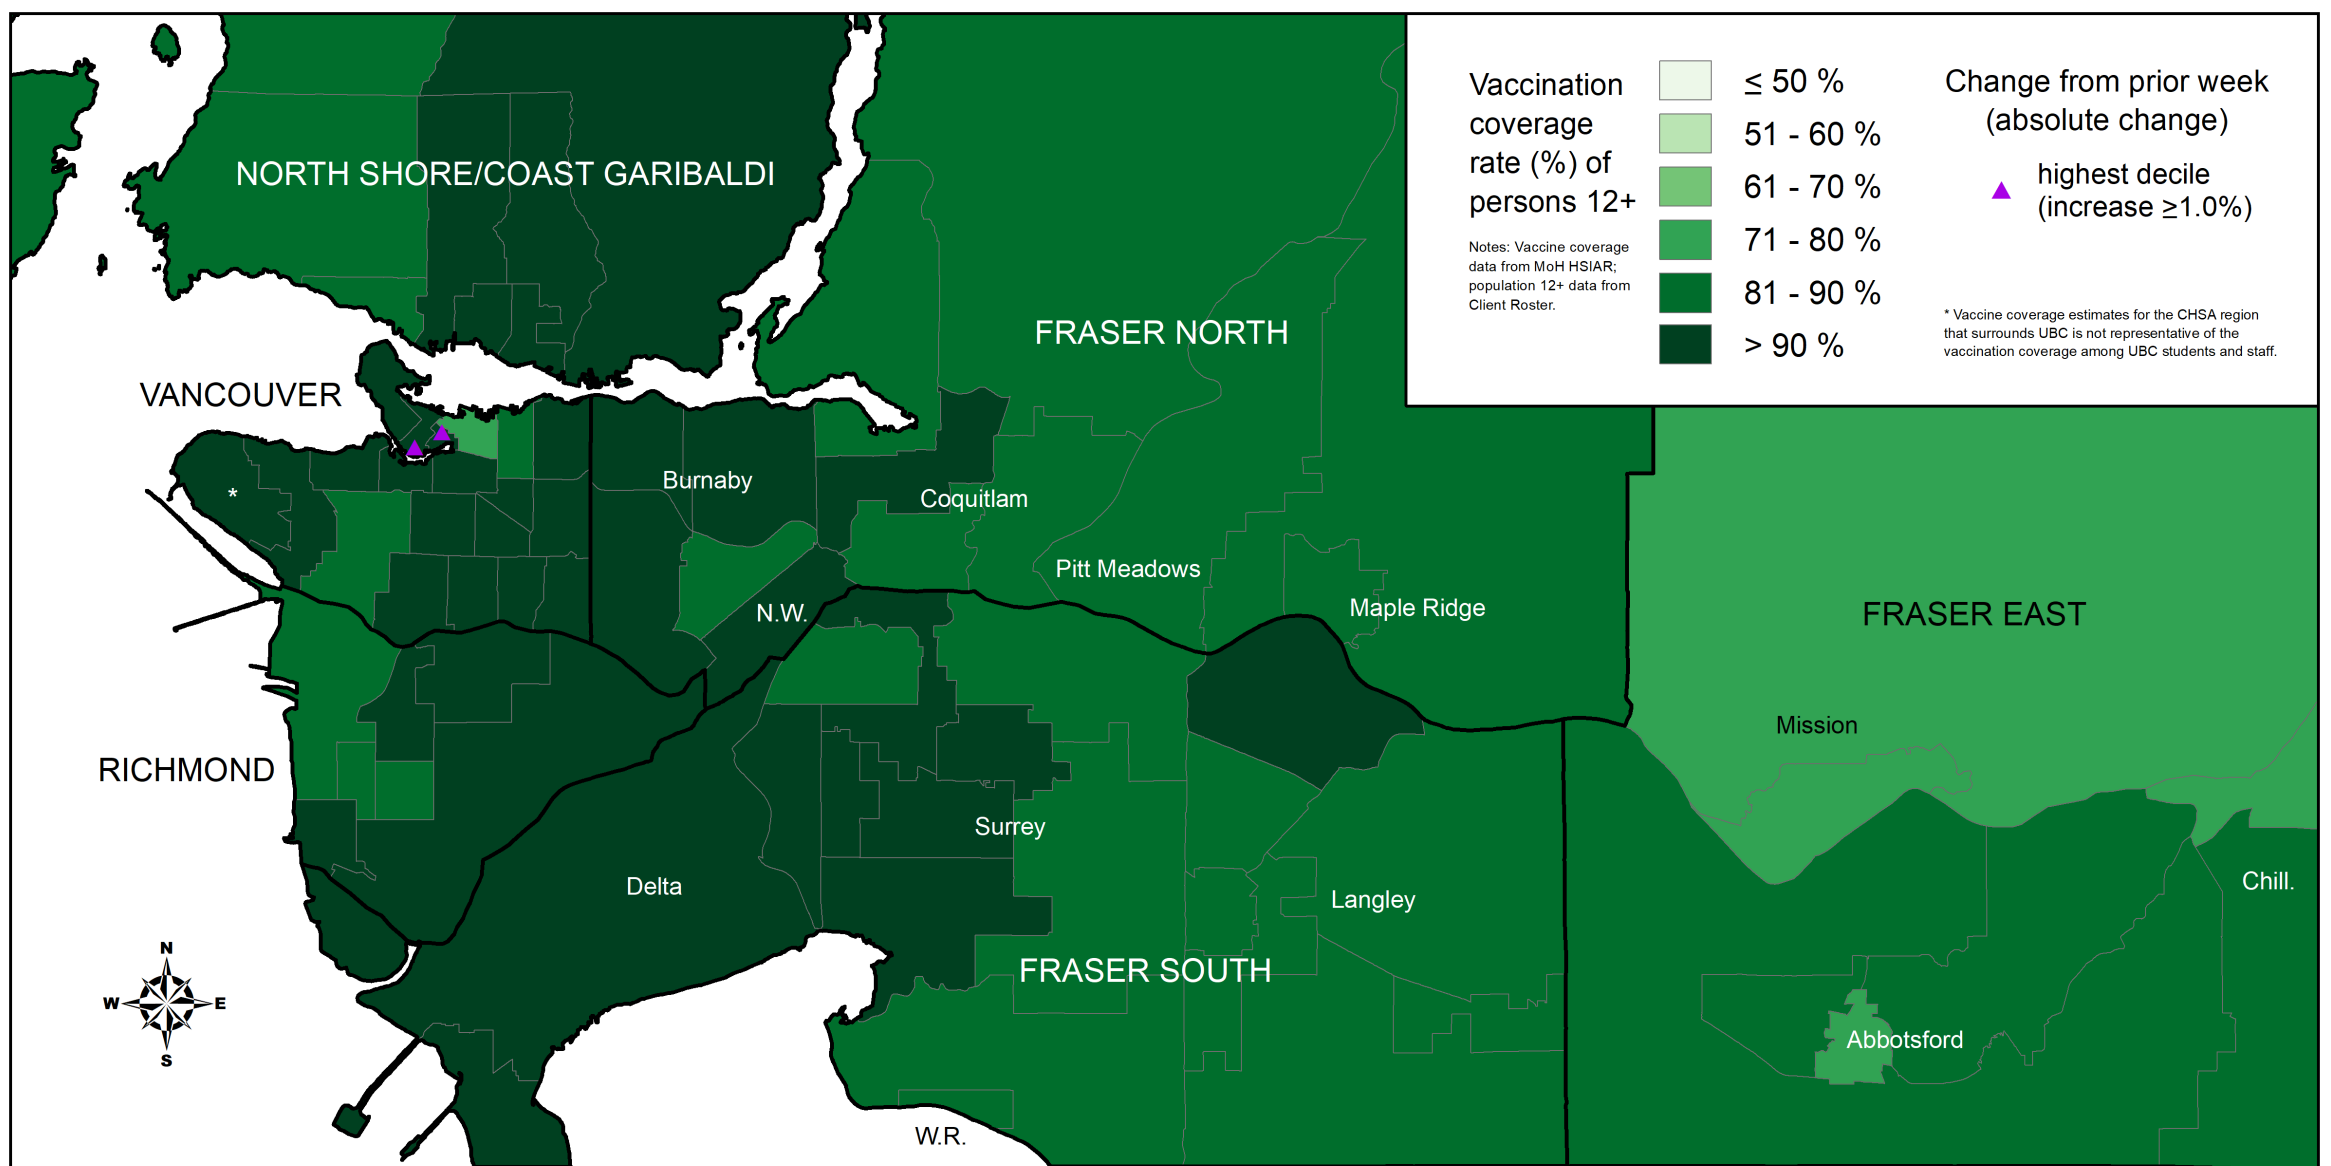 NORTH SHORE/COAST GARIBALDI
VANCOUVER
FRASER NORTH
*
Burnaby
Coquitlam
Pitt Meadows
N.W.
Maple Ridge
FRASER EAST
Mission
RICHMOND
Surrey
Delta
Langley
Chill.
FRASER SOUTH
Abbotsford
W.R.
N
W E
S
Vaccination
coverage
rate (%) of
persons 12+
Notes: Vaccine coverage
data from MoH HSIAR;
population 12+ data from
Client Roster.
≤ 50 %
51 - 60 %
61 - 70 %
71 - 80 %
81 - 90 %
> 90 %
Change from prior week
(absolute change)
highest decile
(increase ≥1.0%)
* Vaccine coverage estimates for the CHSA region
that surrounds UBC is not representative of the
vaccination coverage among UBC students and staff.